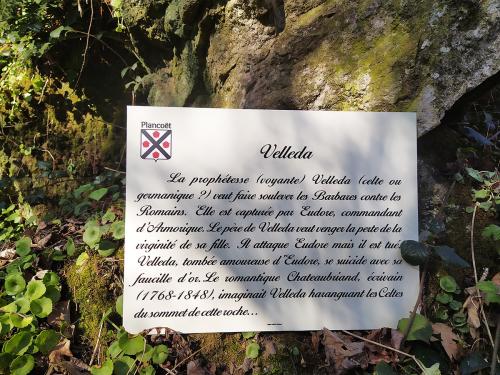 Plancoët
Velleda
La prophétesse (voyante) Velleda (celte ou
germanique ?) veut faire soulever les Barbares contre les
Romains. Elle est capturée par Eudore, commandant
d'Armorique. Le père de Velleda veut venger la perte de la
virginité de sa fille. Il attaque Eudore mais il est tué.
Velleda, tombée amoureuse d'Eudore, se suicide avec sa
faucille d'or. Le romantique Chateaubriand, écrivain
(1768-1848), imaginait Velleda haranguant les Celtes
du sommet de cette roche...